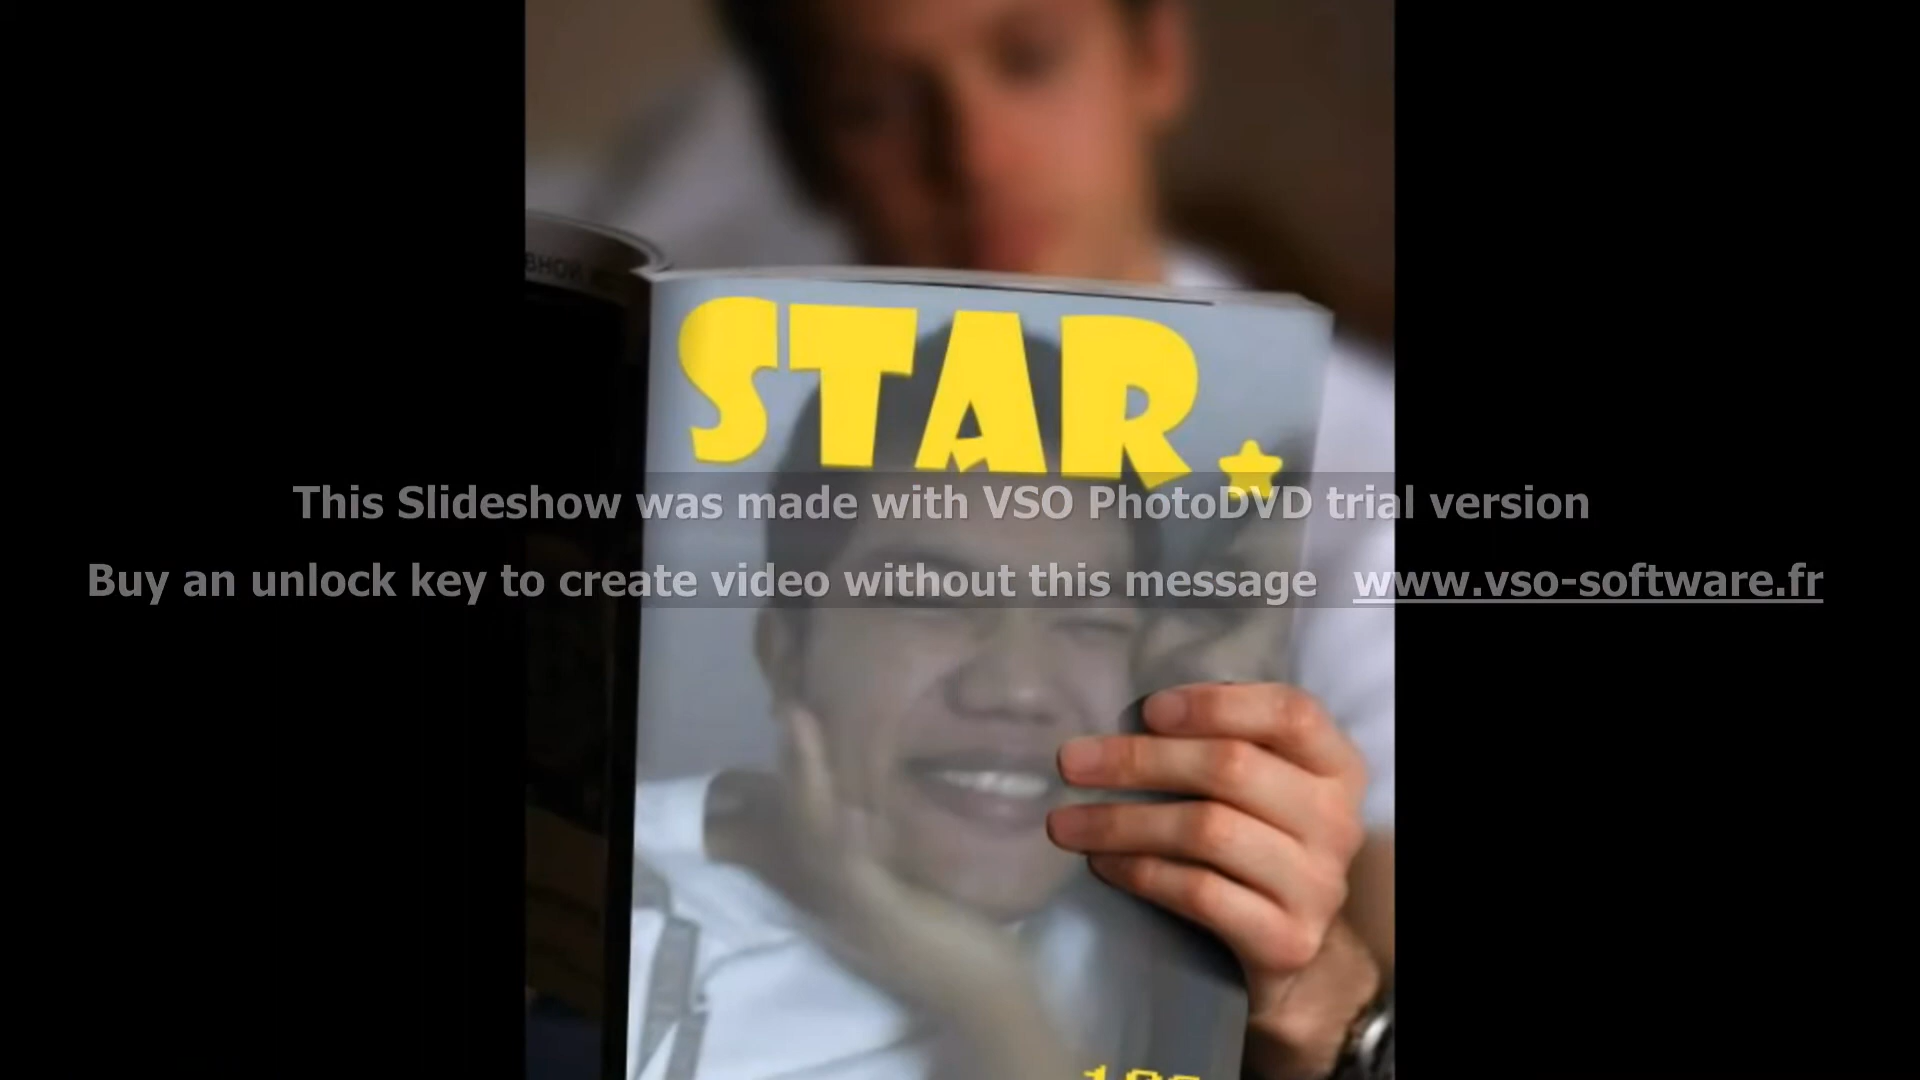 STAR.
This Slideshow was made with VSO PhotoDVD trial version
Buy an unlock key to create video without this message www.vso-software.fr